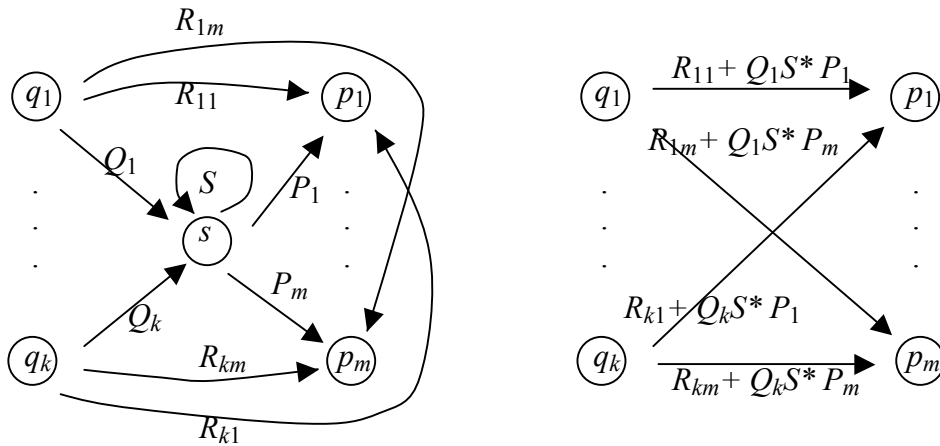 R₁ₘ
q₁ R₁₁ p₁
Q₁ S P₁
s
Qₖ Pₘ
qₖ Rₖₘ pₘ
Rₖ₁
q₁ R₁₁+ Q₁S* P₁ p₁
R₁ₘ+ Q₁S* Pₘ
Rₖ₁+ QₖS* P₁
qₖ pₘ
Rₖₘ+ QₖS* Pₘ